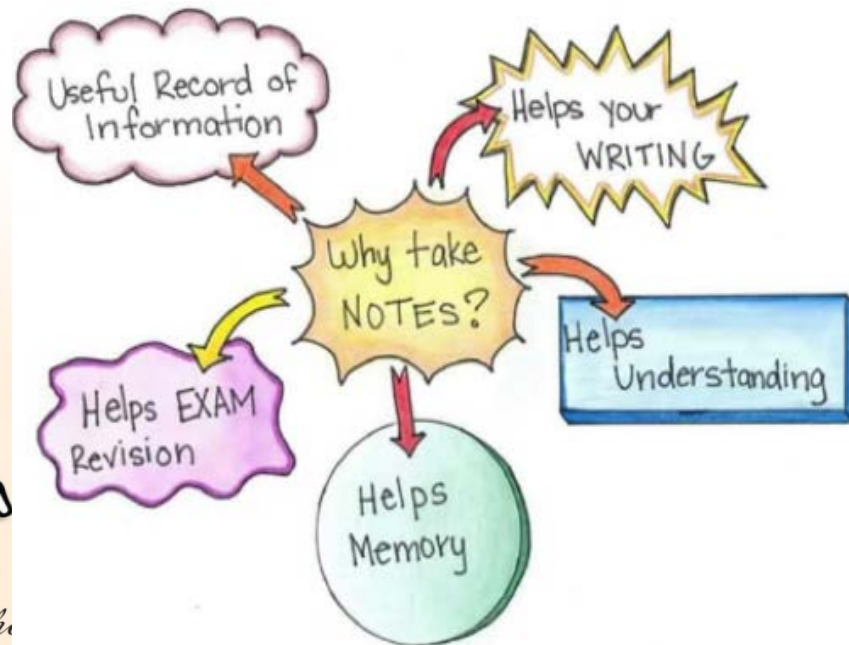 Useful Record of
Information
Helps your
WRITING
Why take
NOTES?
Helps
Understanding
Helps EXAM
Revision
Helps
Memory